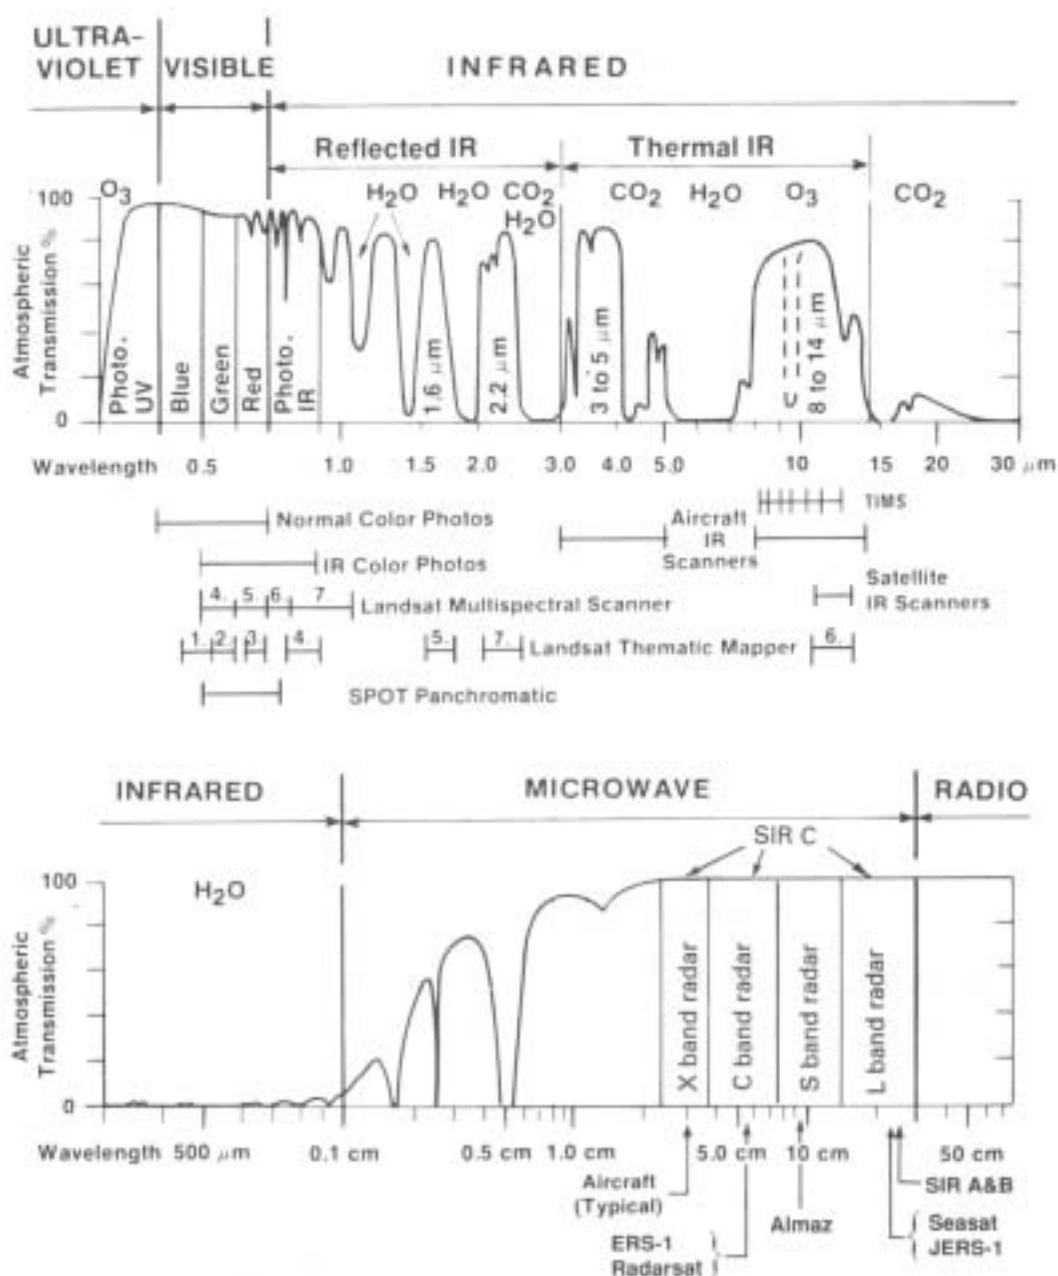 ULTRA-
VIOLET VISIBLE INFRARED
Reflected IR Thermal IR
O3 H2O H2O CO2 CO2 H2O O3 CO2
H2O
100
Atmospheric
Transmission %
0
Photo.
UV
Blue
Green
Red
Photo.
IR
1.6 μm
2.2 μm
3 to 5 μm
8 to 14 μm
Wavelength 0.5 1.0 1.5 2.0 3.0 4.0 5.0 10 15 20 30 μm
TIMS
Normal Color Photos
Aircraft
IR
Scanners
IR Color Photos
Satellite
IR Scanners
4. 5. 6. 7 Landsat Multispectral Scanner
1. 2. 3 4. 5. 7. Landsat Thematic Mapper 6.
SPOT Panchromatic
INFRARED MICROWAVE RADIO
SIR C
100
H2O
Atmospheric
Transmission %
0
X band radar
C band radar
S band radar
L band radar
Wavelength 500 μm 0.1 cm 0.5 cm 1.0 cm 5.0 cm 10 cm 50 cm
Aircraft
(Typical)
SIR A&B
Almaz
Seasat
JERS-1
ERS-1
Radarsat